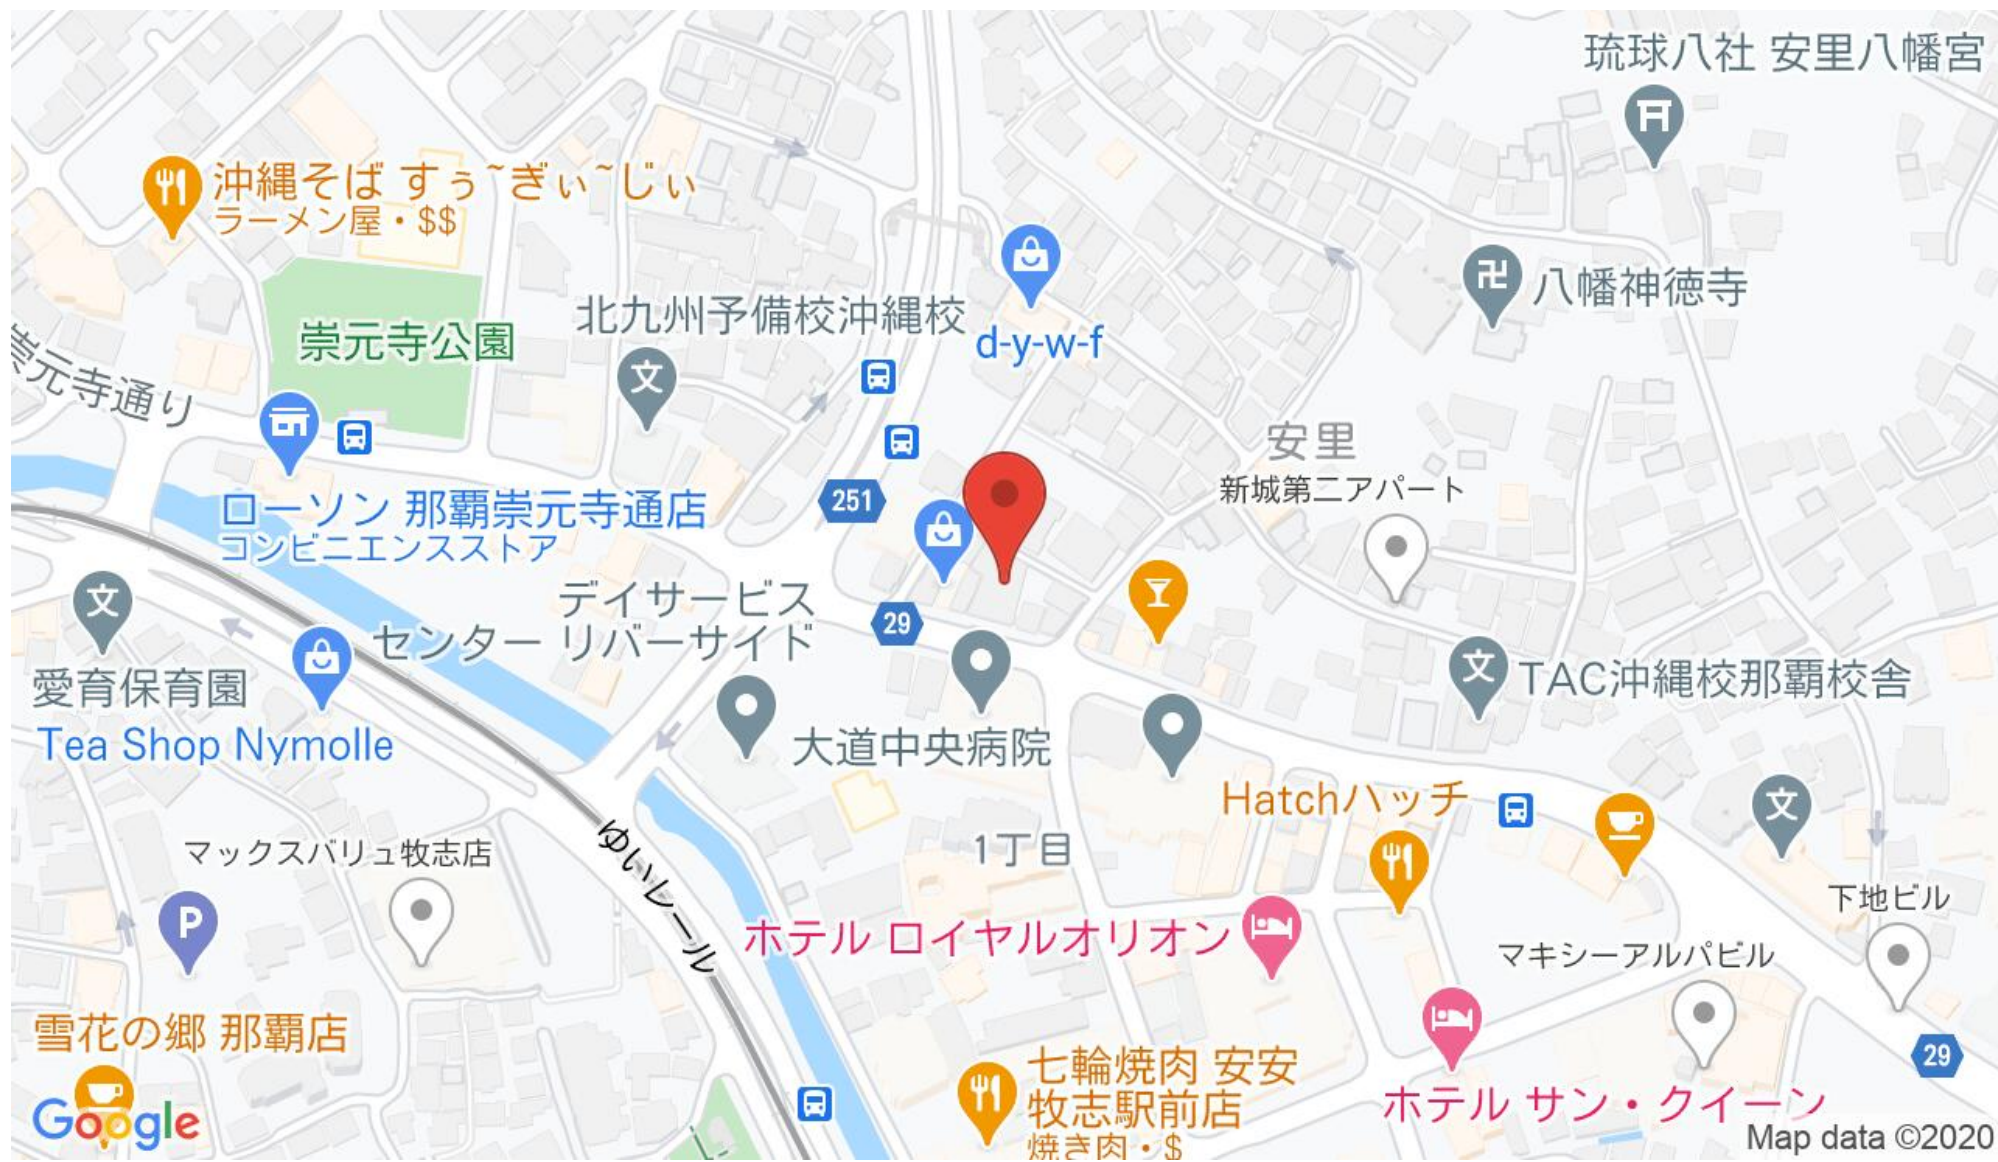 琉球八社 安里八幡宮
沖縄そば すぅ~ぎぃ~じぃ
ラーメン屋・$$
八幡神徳寺
北九州予備校沖縄校
崇元寺公園
d-y-w-f
崇元寺通り
安里
新城第二アパート
251
ローソン 那覇崇元寺通店
コンビニエンスストア
デイサービス
センター リバーサイド
29
愛育保育園
TAC沖縄校那覇校舎
Tea Shop Nymolle
大道中央病院
Hatchハッチ
マックスバリュ牧志店
ゆいレール
1丁目
P
下地ビル
ホテル ロイヤルオリオン
マキシーアルパビル
雪花の郷 那覇店
29
七輪焼肉 安安
牧志駅前店
焼き肉・$
ホテル サン・クイーン
Google
Map data ©2020